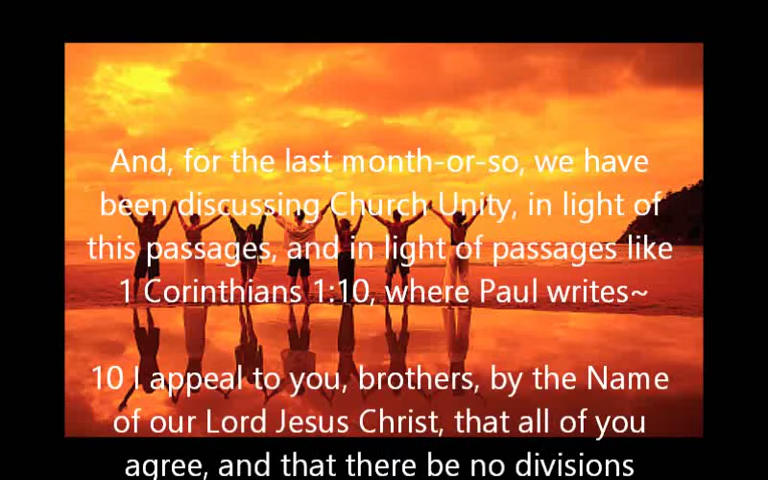 And, for the last month-or-so, we have
been discussing Church Unity, in light of
this passages, and in light of passages like
1 Corinthians 1:10, where Paul writes~
10 I appeal to you, brothers, by the Name
of our Lord Jesus Christ, that all of you
agree, and that there be no divisions